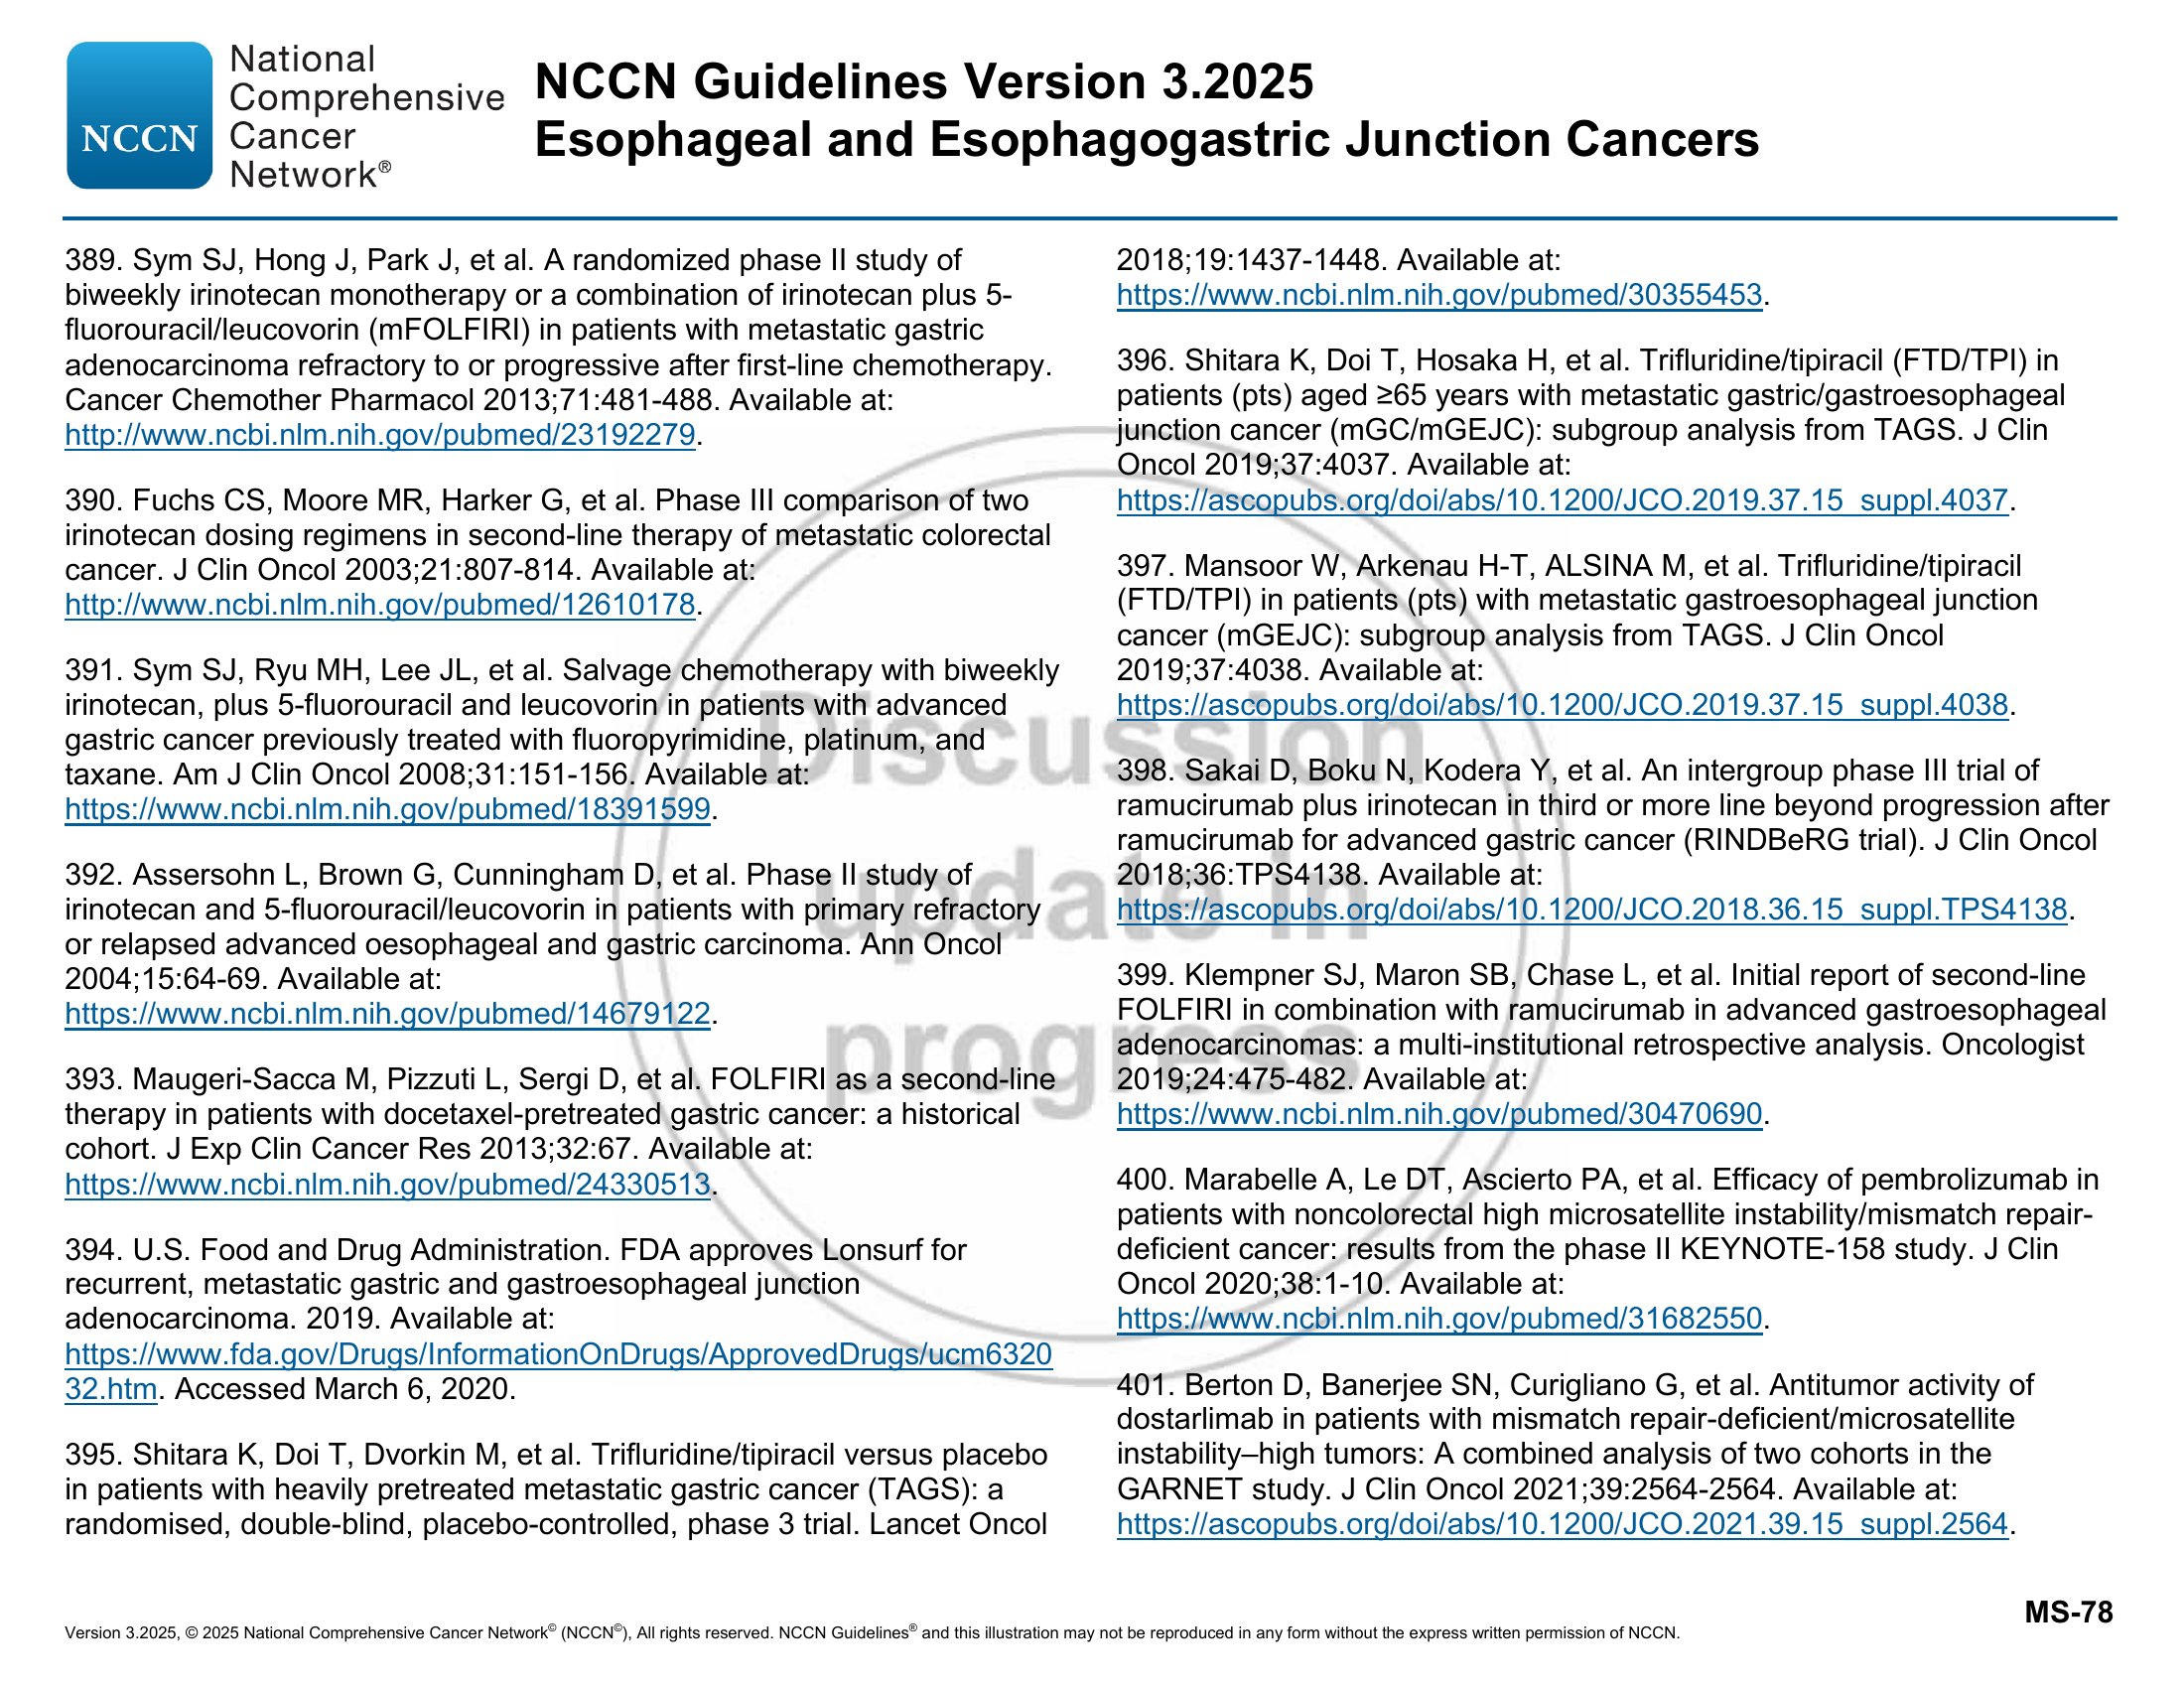 NCCN
National
Comprehensive
Cancer
Network®
NCCN Guidelines Version 3.2025
Esophageal and Esophagogastric Junction Cancers
389. Sym SJ, Hong J, Park J, et al. A randomized phase II study of
biweekly irinotecan monotherapy or a combination of irinotecan plus 5-
fluorouracil/leucovorin (mFOLFIRI) in patients with metastatic gastric
adenocarcinoma refractory to or progressive after first-line chemotherapy.
Cancer Chemother Pharmacol 2013;71:481-488. Available at:
http://www.ncbi.nlm.nih.gov/pubmed/23192279.
390. Fuchs CS, Moore MR, Harker G, et al. Phase III comparison of two
irinotecan dosing regimens in second-line therapy of metastatic colorectal
cancer. J Clin Oncol 2003;21:807-814. Available at:
http://www.ncbi.nlm.nih.gov/pubmed/12610178.
391. Sym SJ, Ryu MH, Lee JL, et al. Salvage chemotherapy with biweekly
irinotecan, plus 5-fluorouracil and leucovorin in patients with advanced
gastric cancer previously treated with fluoropyrimidine, platinum, and
taxane. Am J Clin Oncol 2008;31:151-156. Available at:
https://www.ncbi.nlm.nih.gov/pubmed/18391599.
392. Assersohn L, Brown G, Cunningham D, et al. Phase II study of
irinotecan and 5-fluorouracil/leucovorin in patients with primary refractory
or relapsed advanced oesophageal and gastric carcinoma. Ann Oncol
2004;15:64-69. Available at:
https://www.ncbi.nlm.nih.gov/pubmed/14679122.
393. Maugeri-Sacca M, Pizzuti L, Sergi D, et al. FOLFIRI as a second-line
therapy in patients with docetaxel-pretreated gastric cancer: a historical
cohort. J Exp Clin Cancer Res 2013;32:67. Available at:
https://www.ncbi.nlm.nih.gov/pubmed/24330513.
394. U.S. Food and Drug Administration. FDA approves Lonsurf for
recurrent, metastatic gastric and gastroesophageal junction
adenocarcinoma. 2019. Available at:
https://www.fda.gov/Drugs/InformationOnDrugs/ApprovedDrugs/ucm6320
32.htm. Accessed March 6, 2020.
395. Shitara K, Doi T, Dvorkin M, et al. Trifluridine/tipiracil versus placebo
in patients with heavily pretreated metastatic gastric cancer (TAGS): a
randomised, double-blind, placebo-controlled, phase 3 trial. Lancet Oncol
2018;19:1437-1448. Available at:
https://www.ncbi.nlm.nih.gov/pubmed/30355453.
396. Shitara K, Doi T, Hosaka H, et al. Trifluridine/tipiracil (FTD/TPI) in
patients (pts) aged ≥65 years with metastatic gastric/gastroesophageal
junction cancer (mGC/mGEJC): subgroup analysis from TAGS. J Clin
Oncol 2019;37:4037. Available at:
https://ascopubs.org/doi/abs/10.1200/JCO.2019.37.15_suppl.4037.
397. Mansoor W, Arkenau H-T, ALSINA M, et al. Trifluridine/tipiracil
(FTD/TPI) in patients (pts) with metastatic gastroesophageal junction
cancer (mGEJC): subgroup analysis from TAGS. J Clin Oncol
2019;37:4038. Available at:
https://ascopubs.org/doi/abs/10.1200/JCO.2019.37.15_suppl.4038.
398. Sakai D, Boku N, Kodera Y, et al. An intergroup phase III trial of
ramucirumab plus irinotecan in third or more line beyond progression after
ramucirumab for advanced gastric cancer (RINDBeRG trial). J Clin Oncol
2018;36:TPS4138. Available at:
https://ascopubs.org/doi/abs/10.1200/JCO.2018.36.15_suppl.TPS4138.
399. Klempner SJ, Maron SB, Chase L, et al. Initial report of second-line
FOLFIRI in combination with ramucirumab in advanced gastroesophageal
adenocarcinomas: a multi-institutional retrospective analysis. Oncologist
2019;24:475-482. Available at:
https://www.ncbi.nlm.nih.gov/pubmed/30470690.
400. Marabelle A, Le DT, Ascierto PA, et al. Efficacy of pembrolizumab in
patients with noncolorectal high microsatellite instability/mismatch repair-
deficient cancer: results from the phase II KEYNOTE-158 study. J Clin
Oncol 2020;38:1-10. Available at:
https://www.ncbi.nlm.nih.gov/pubmed/31682550.
401. Berton D, Banerjee SN, Curigliano G, et al. Antitumor activity of
dostarlimab in patients with mismatch repair-deficient/microsatellite
instability–high tumors: A combined analysis of two cohorts in the
GARNET study. J Clin Oncol 2021;39:2564-2564. Available at:
https://ascopubs.org/doi/abs/10.1200/JCO.2021.39.15_suppl.2564.
Discussion
update in
progress
MS-78
Version 3.2025, © 2025 National Comprehensive Cancer Network© (NCCN©), All rights reserved. NCCN Guidelines® and this illustration may not be reproduced in any form without the express written permission of NCCN.